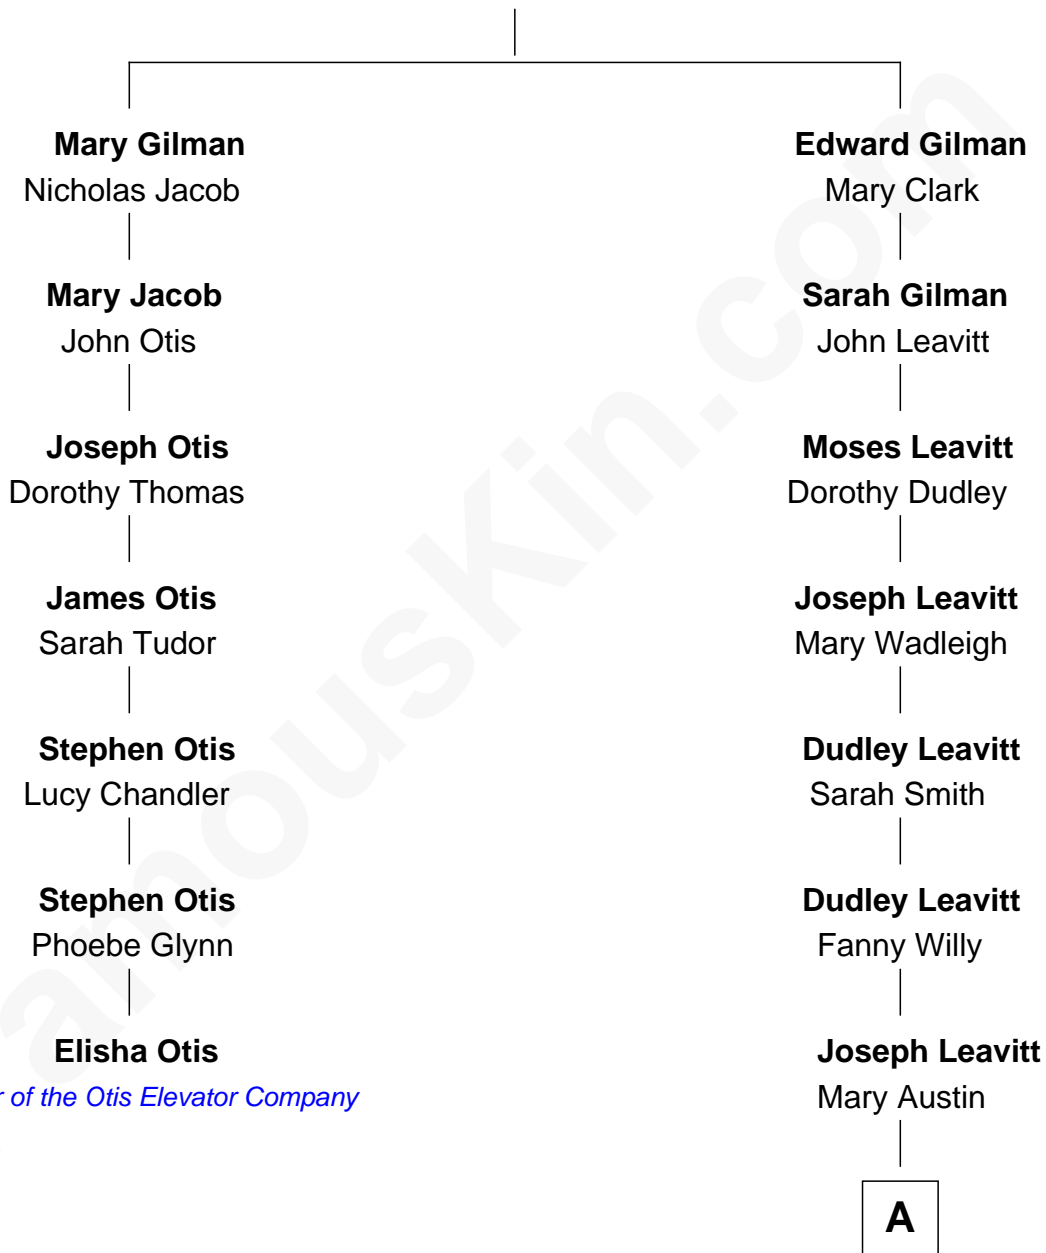 Mary Gilman
Nicholas Jacob
Edward Gilman
Mary Clark
Mary Jacob
John Otis
Sarah Gilman
John Leavitt
Joseph Otis
Dorothy Thomas
Moses Leavitt
Dorothy Dudley
James Otis
Sarah Tudor
Joseph Leavitt
Mary Wadleigh
Stephen Otis
Lucy Chandler
Dudley Leavitt
Sarah Smith
Stephen Otis
Phoebe Glynn
Dudley Leavitt
Fanny Willy
Elisha Otis
of the Otis Elevator Company
Joseph Leavitt
Mary Austin
A
amousKin.com